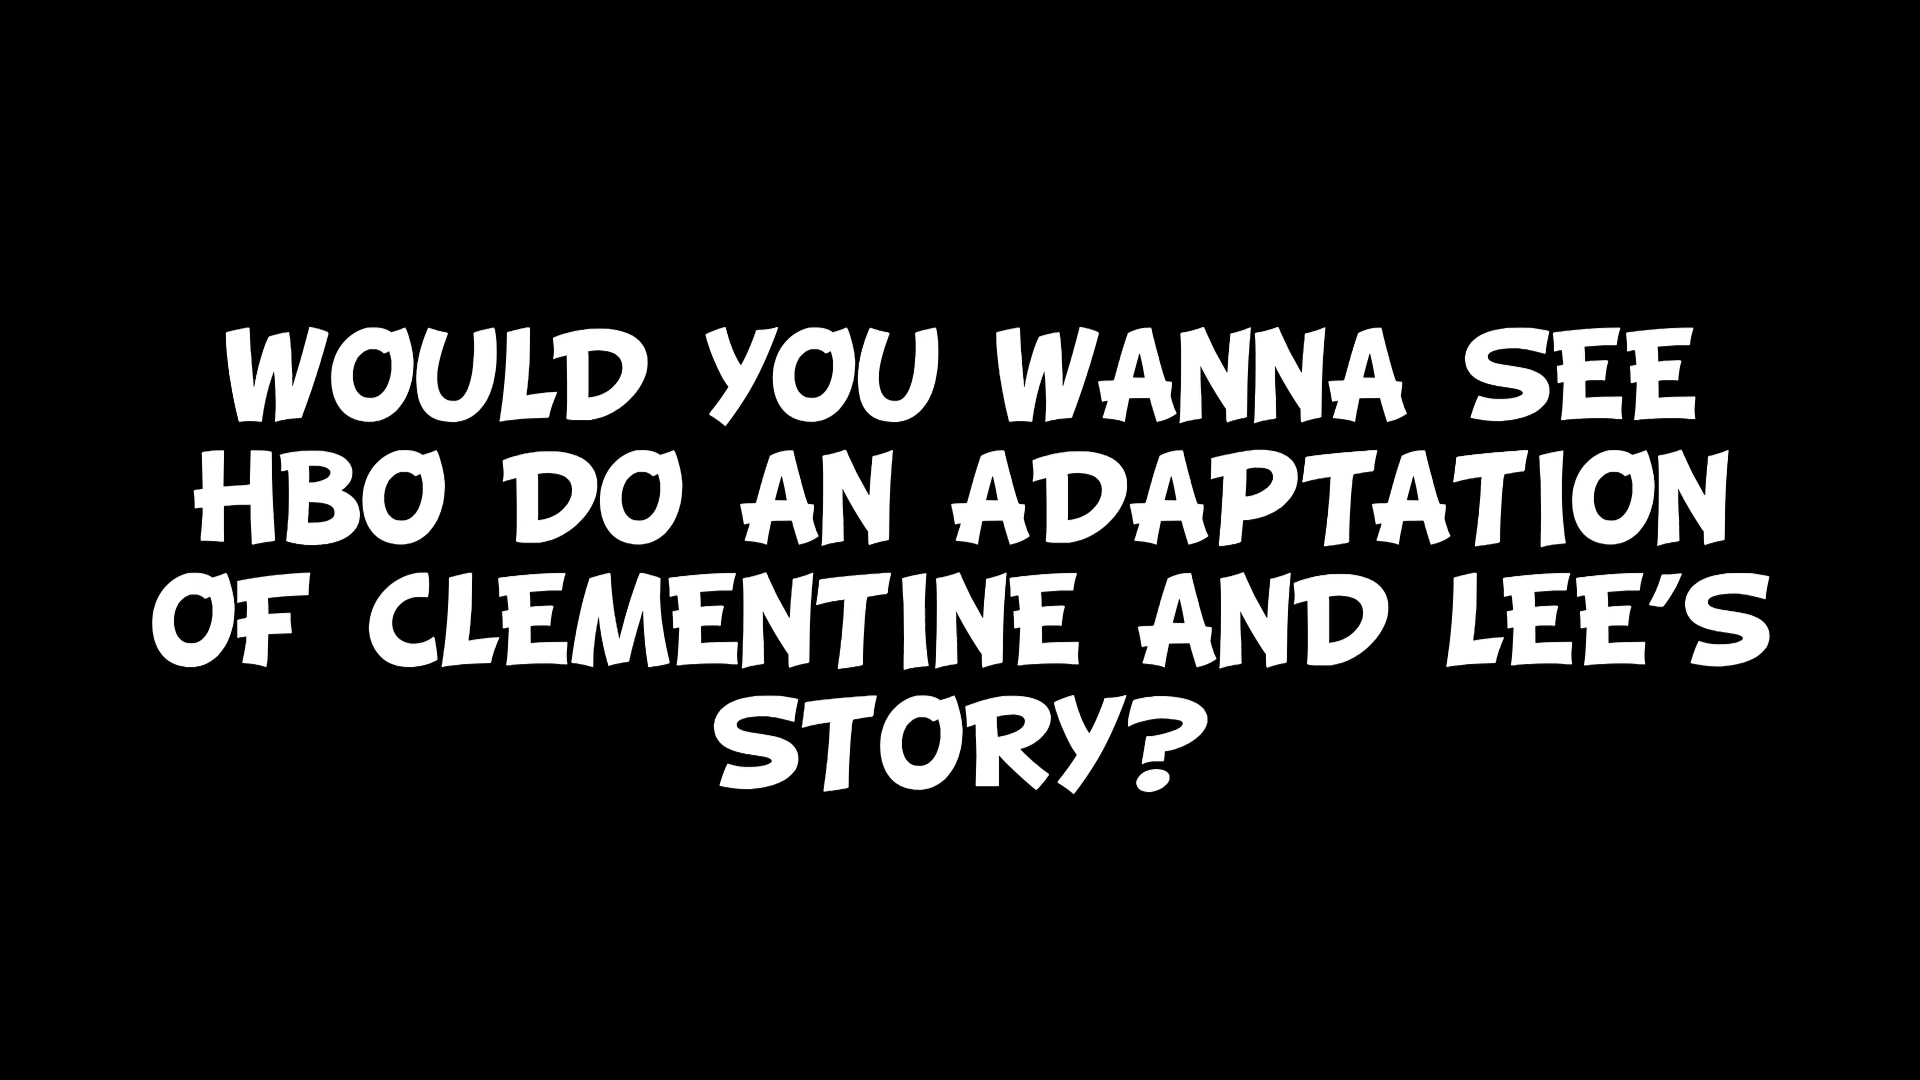 WOULD YOU WANNA SEE
HBO DO AN ADAPTATION
OF CLEMENTINE AND LEE'S
STORY?